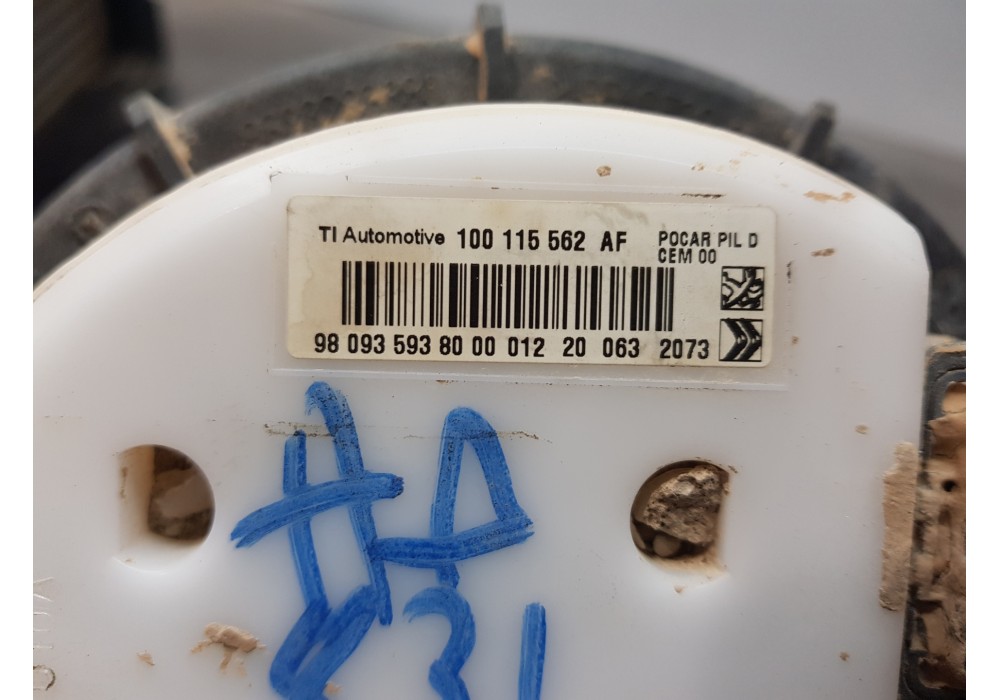 TI Automotive 100 115 562 AF
POCAR PIL D
CEM 00
98 093 593 80 00 012 20 063 2073